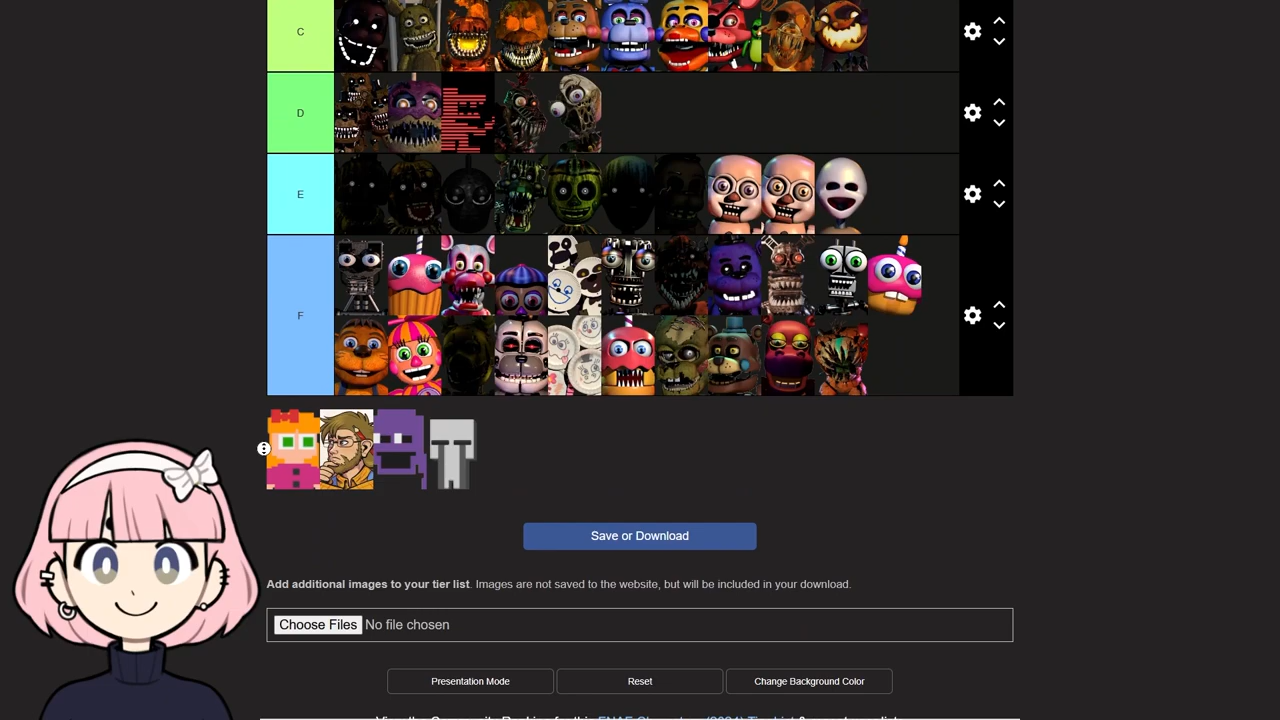 C
D
E
F
Save or Download
Add additional images to your tier list. Images are not saved to the website, but will be included in your download.
Choose Files No file chosen
Presentation Mode
Reset
Change Background Color